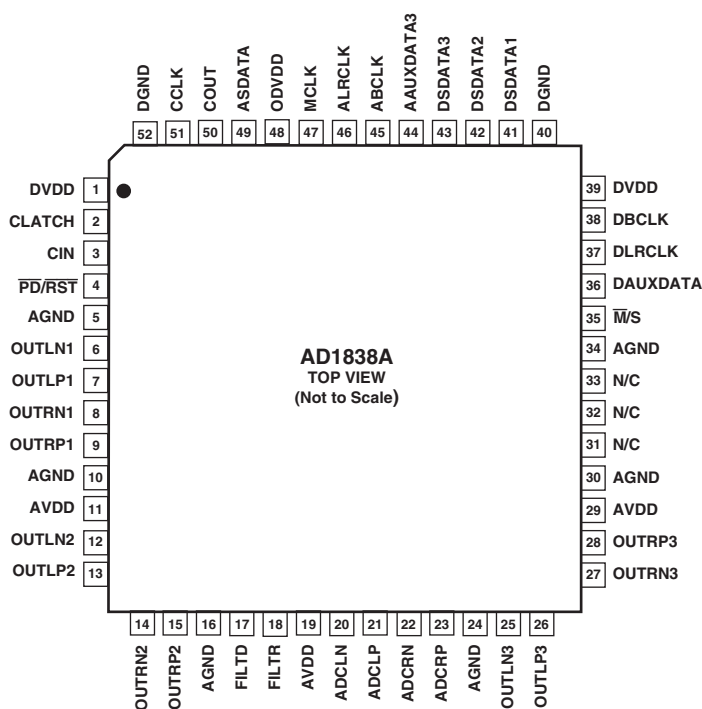 DGND
CCLK
COUT
ASDATA
ODVDD
MCLK
ALRCLK
ABCLK
AAUXDATA3
DSDATA3
DSDATA2
DSDATA1
DGND
52 51 50 49 48 47 46 45 44 43 42 41 40
DVDD 1
CLATCH 2
CIN 3
PD/RST 4
AGND 5
OUTLN1 6
OUTLP1 7
OUTRN1 8
OUTRP1 9
AGND 10
AVDD 11
OUTLN2 12
OUTLP2 13
AD1838A
TOP VIEW
(Not to Scale)
39 DVDD
38 DBCLK
37 DLRCLK
36 DAUXDATA
35 M/S
34 AGND
33 N/C
32 N/C
31 N/C
30 AGND
29 AVDD
28 OUTRP3
27 OUTRN3
14 15 16 17 18 19 20 21 22 23 24 25 26
OUTRN2
OUTRP2
AGND
FILTD
FILTR
AVDD
ADCLN
ADCLP
ADCRN
ADCRP
AGND
OUTLN3
OUTLP3